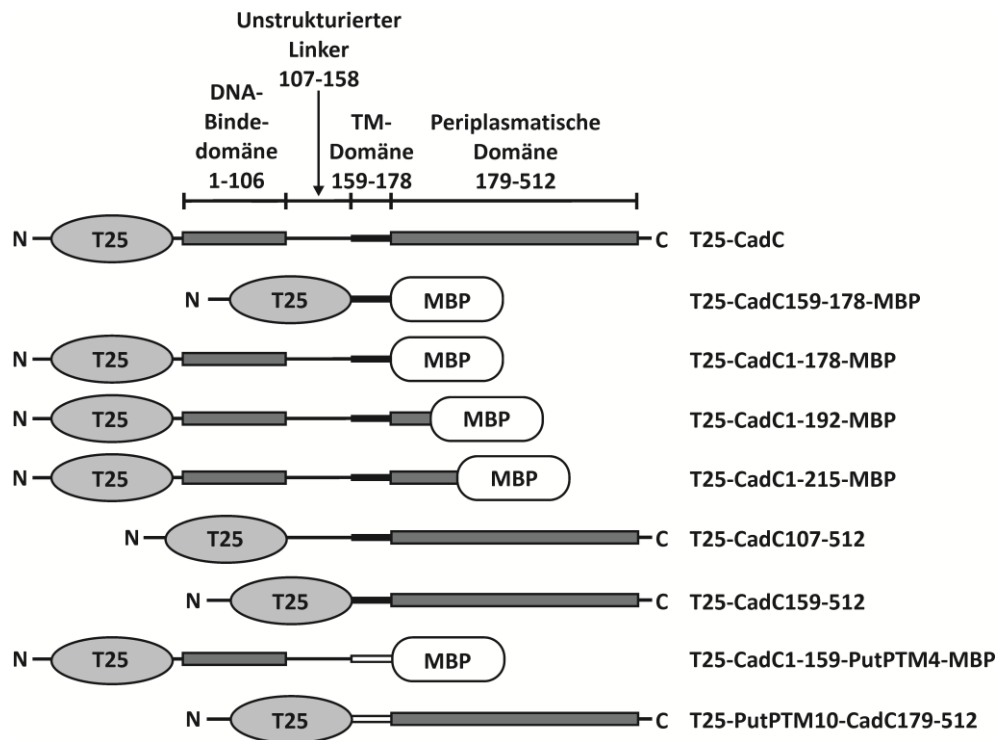 Unstrukturierter
Linker
107-158
DNA-
Binde-
domäne
1-106
TM-
Domäne
159-178
Periplasmatische
Domäne
179-512
N T25 C T25-CadC
N T25 MBP T25-CadC159-178-MBP
N T25 MBP T25-CadC1-178-MBP
N T25 MBP T25-CadC1-192-MBP
N T25 MBP T25-CadC1-215-MBP
N T25 C T25-CadC107-512
N T25 C T25-CadC159-512
N T25 MBP T25-CadC1-159-PutPTM4-MBP
N T25 C T25-PutPTM10-CadC179-512